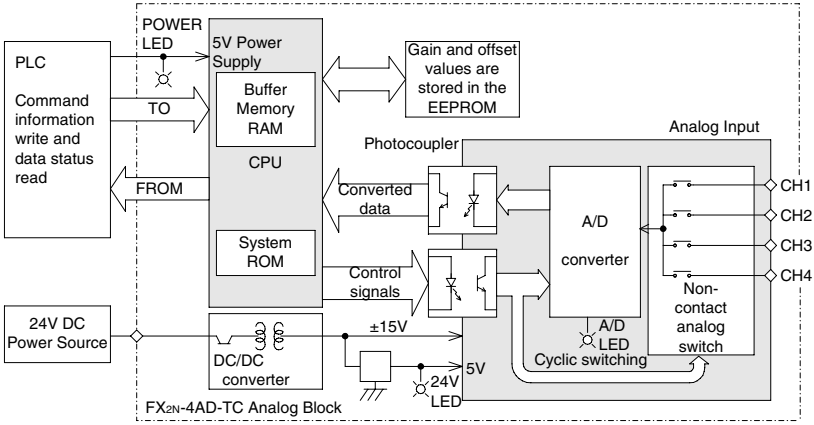 POWER
LED
PLC
Command
information
write and
data status
read
TO
FROM
5V Power
Supply
Buffer
Memory
RAM
CPU
System
ROM
Gain and offset
values are
stored in the
EEPROM
Photocoupler
Analog Input
Converted
data
Control
signals
A/D
converter
CH1
CH2
CH3
CH4
Non-
contact
analog
switch
A/D
LED
Cyclic switching
24V DC
Power Source
DC/DC
converter
±15V
5V
24V
LED
FX2N-4AD-TC Analog Block